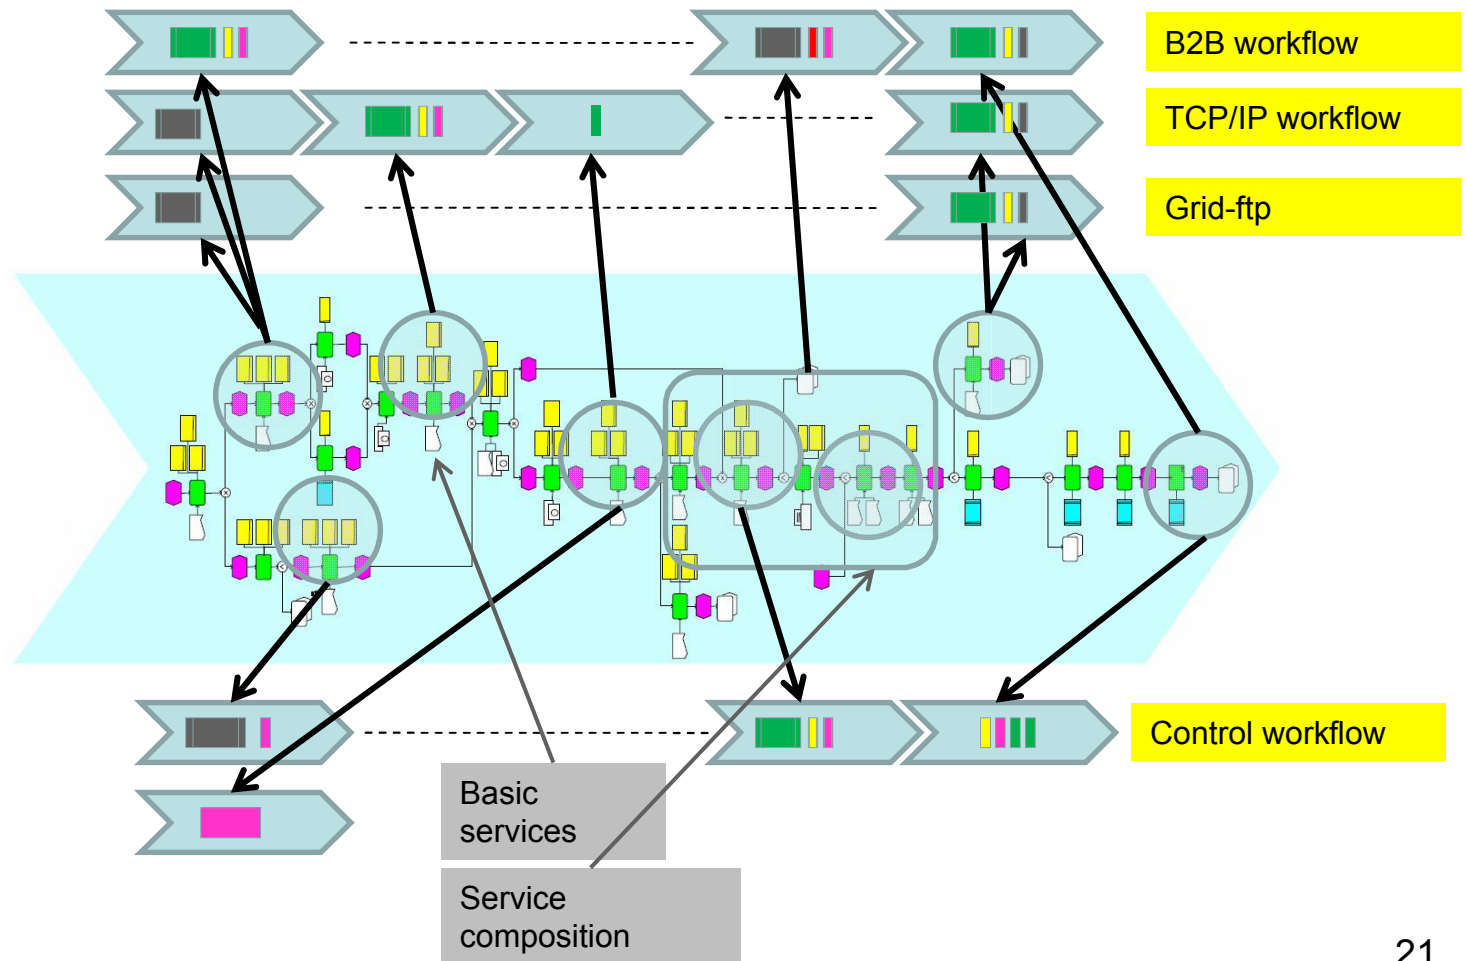 B2B workflow
TCP/IP workflow
Grid-ftp
Control workflow
Basic
services
Service
composition
21